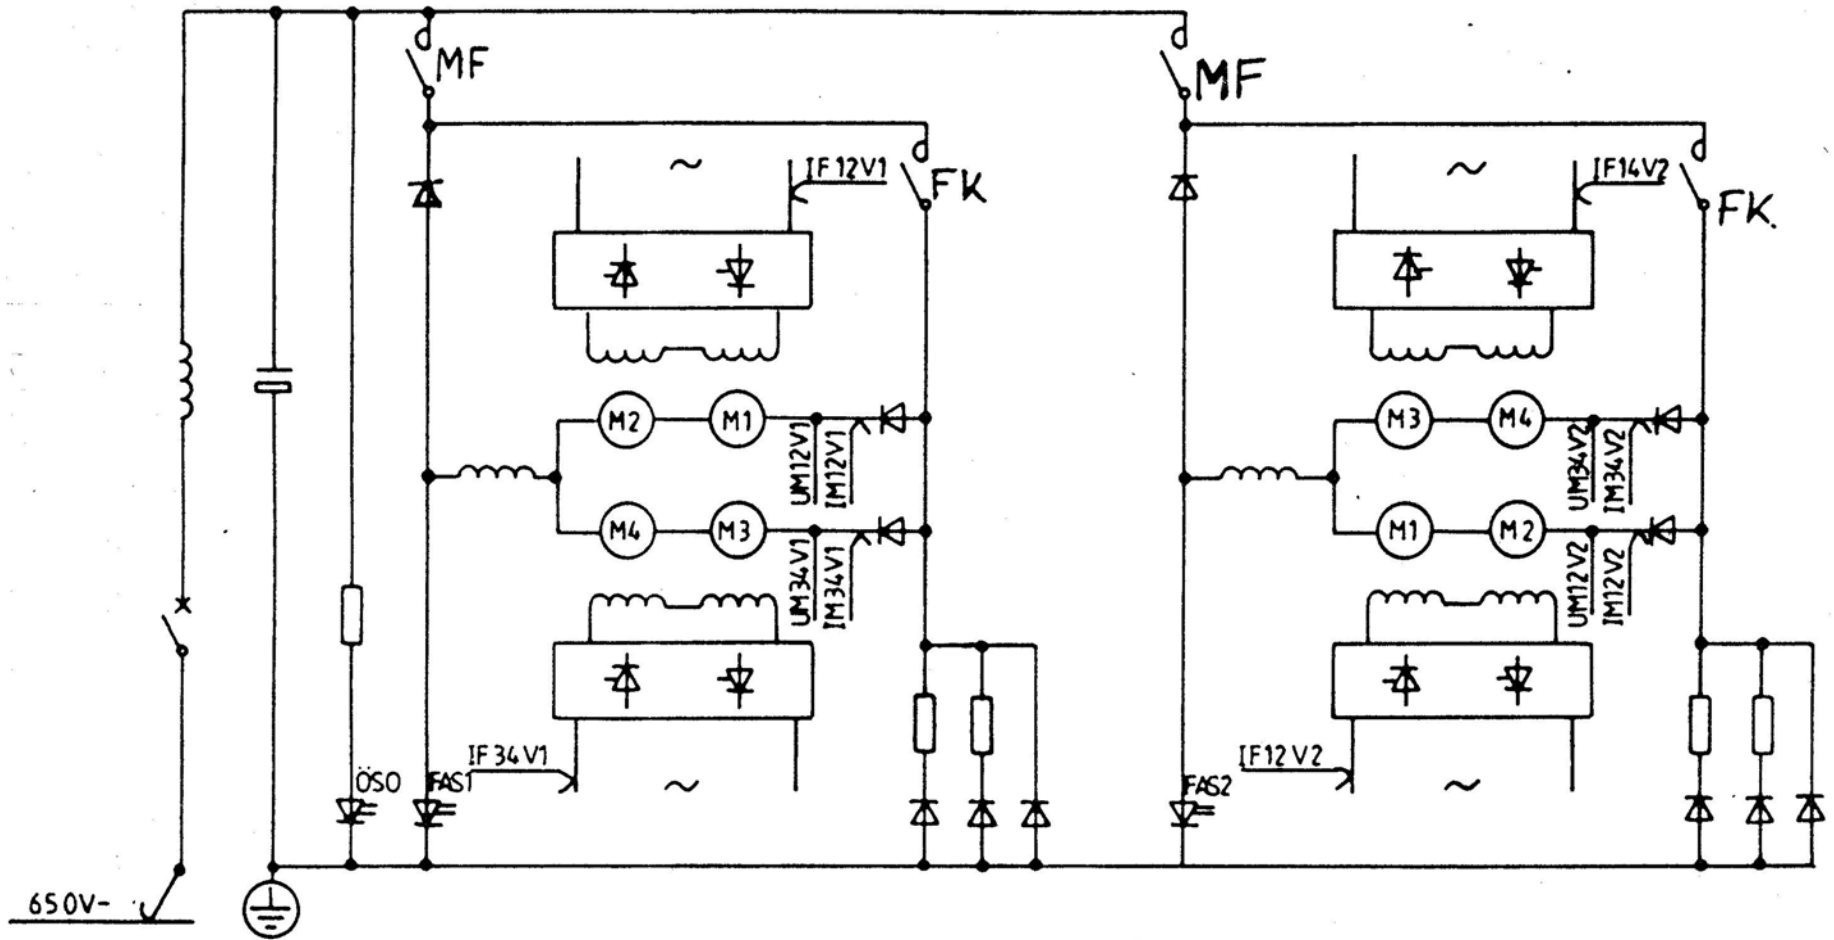 MF
MF
~
IF12V1
FK
~
IF14V2
FK.
M2
M1
UM12V1
IM12V1
M3
M4
UM34V2
IM34V2
M4
M3
UM34V1
IM34V1
M1
M2
UM12V2
IM12V2
ÖSO
FAS1
IF34V1
~
FAS2
IF12V2
~
650V-